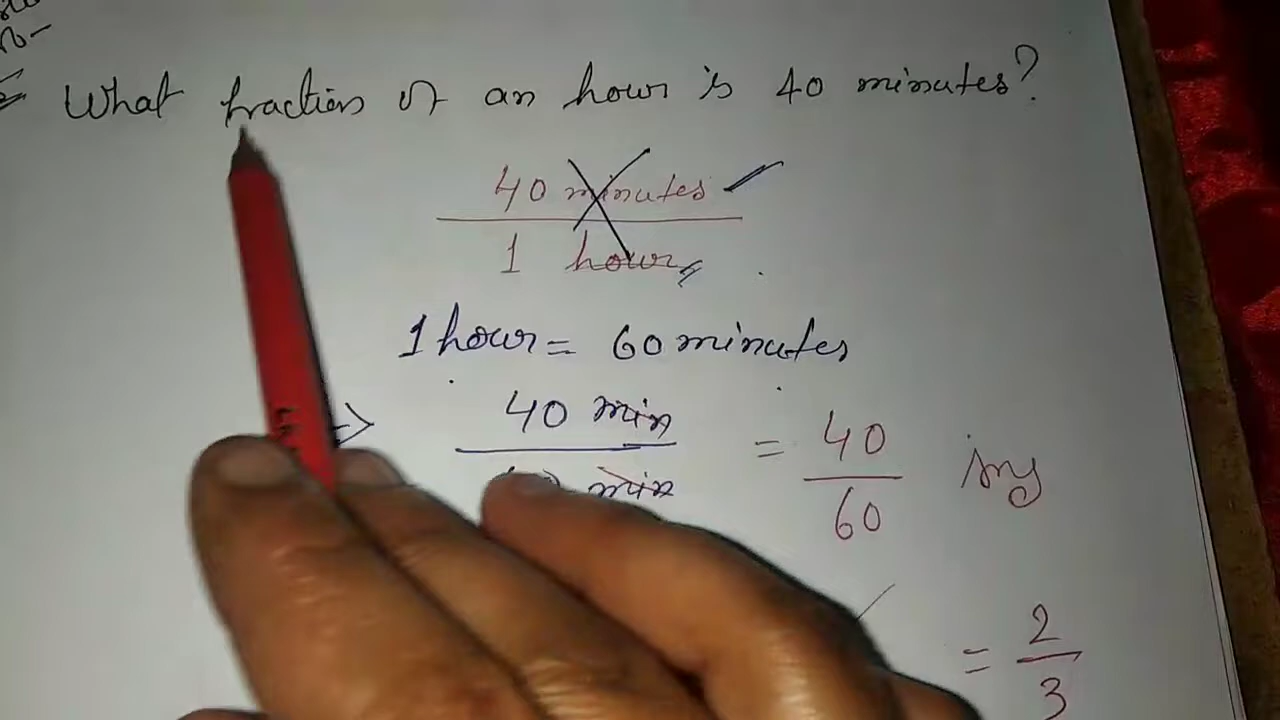 What fraction of an hour is 40 minutes?
40 minutes
1 hour
1 hour = 60 minutes
=> 40 min = 40
min 60
= 2
3